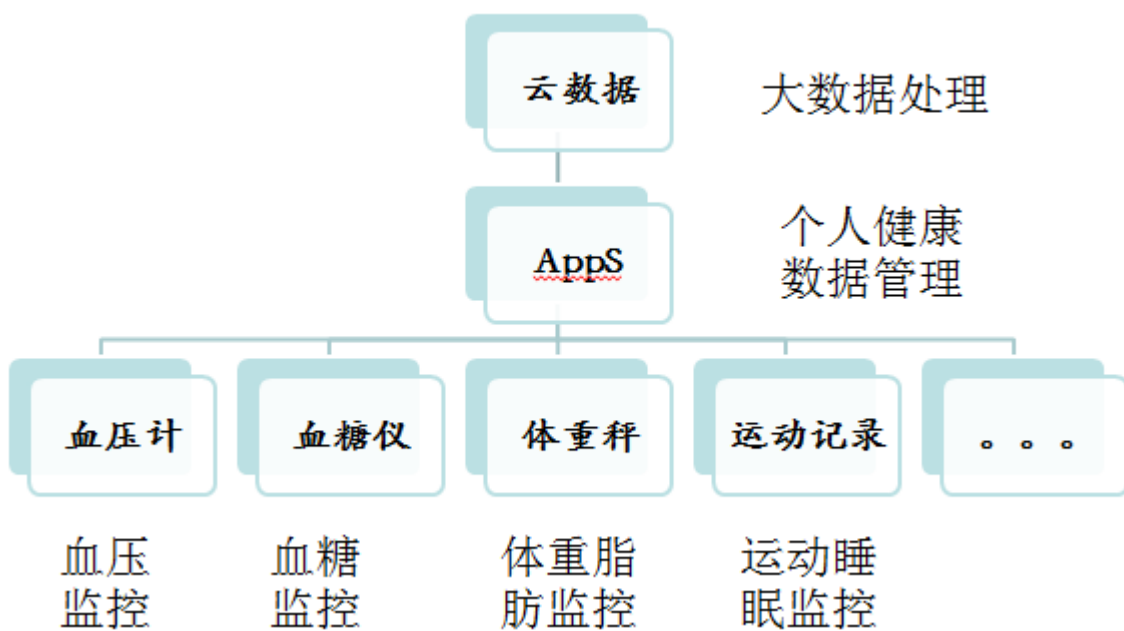 云数据
大数据处理
AppS
个人健康
数据管理
血压计
血糖仪
体重秤
运动记录
。。。
血压
监控
血糖
监控
体重脂
肪监控
运动睡
眠监控